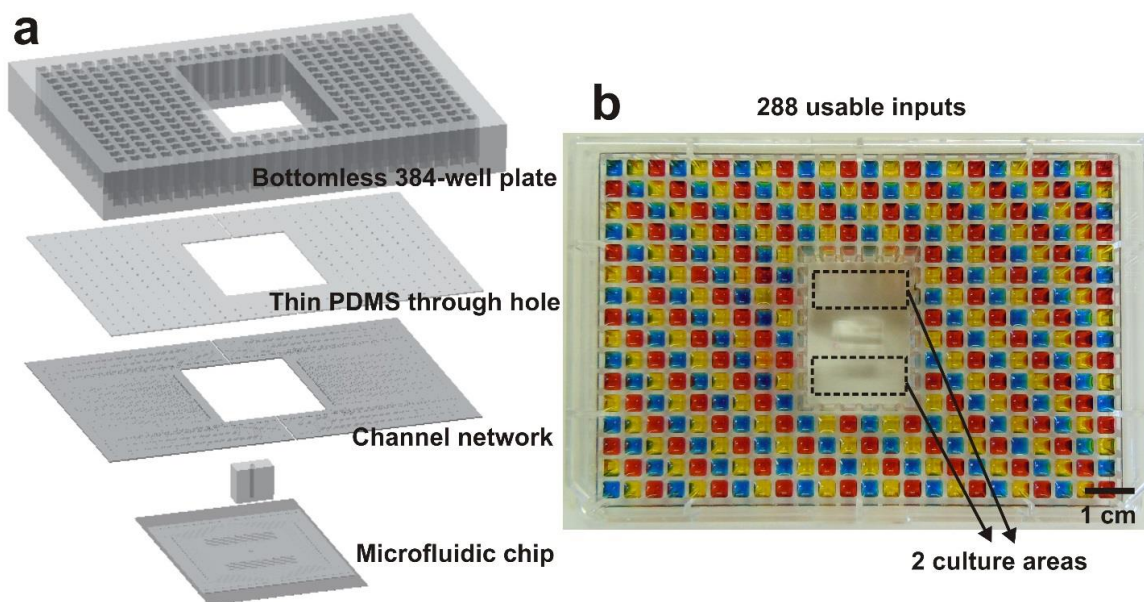 a
Bottomless 384-well plate
Thin PDMS through hole
Channel network
Microfluidic chip
b
288 usable inputs
1 cm
2 culture areas